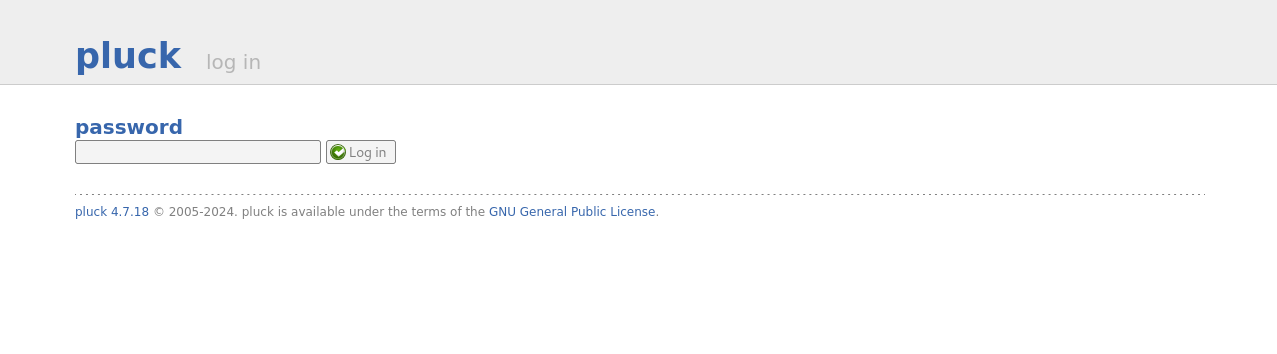 pluck log in
password
Log in
pluck 4.7.18 © 2005-2024. pluck is available under the terms of the GNU General Public License.